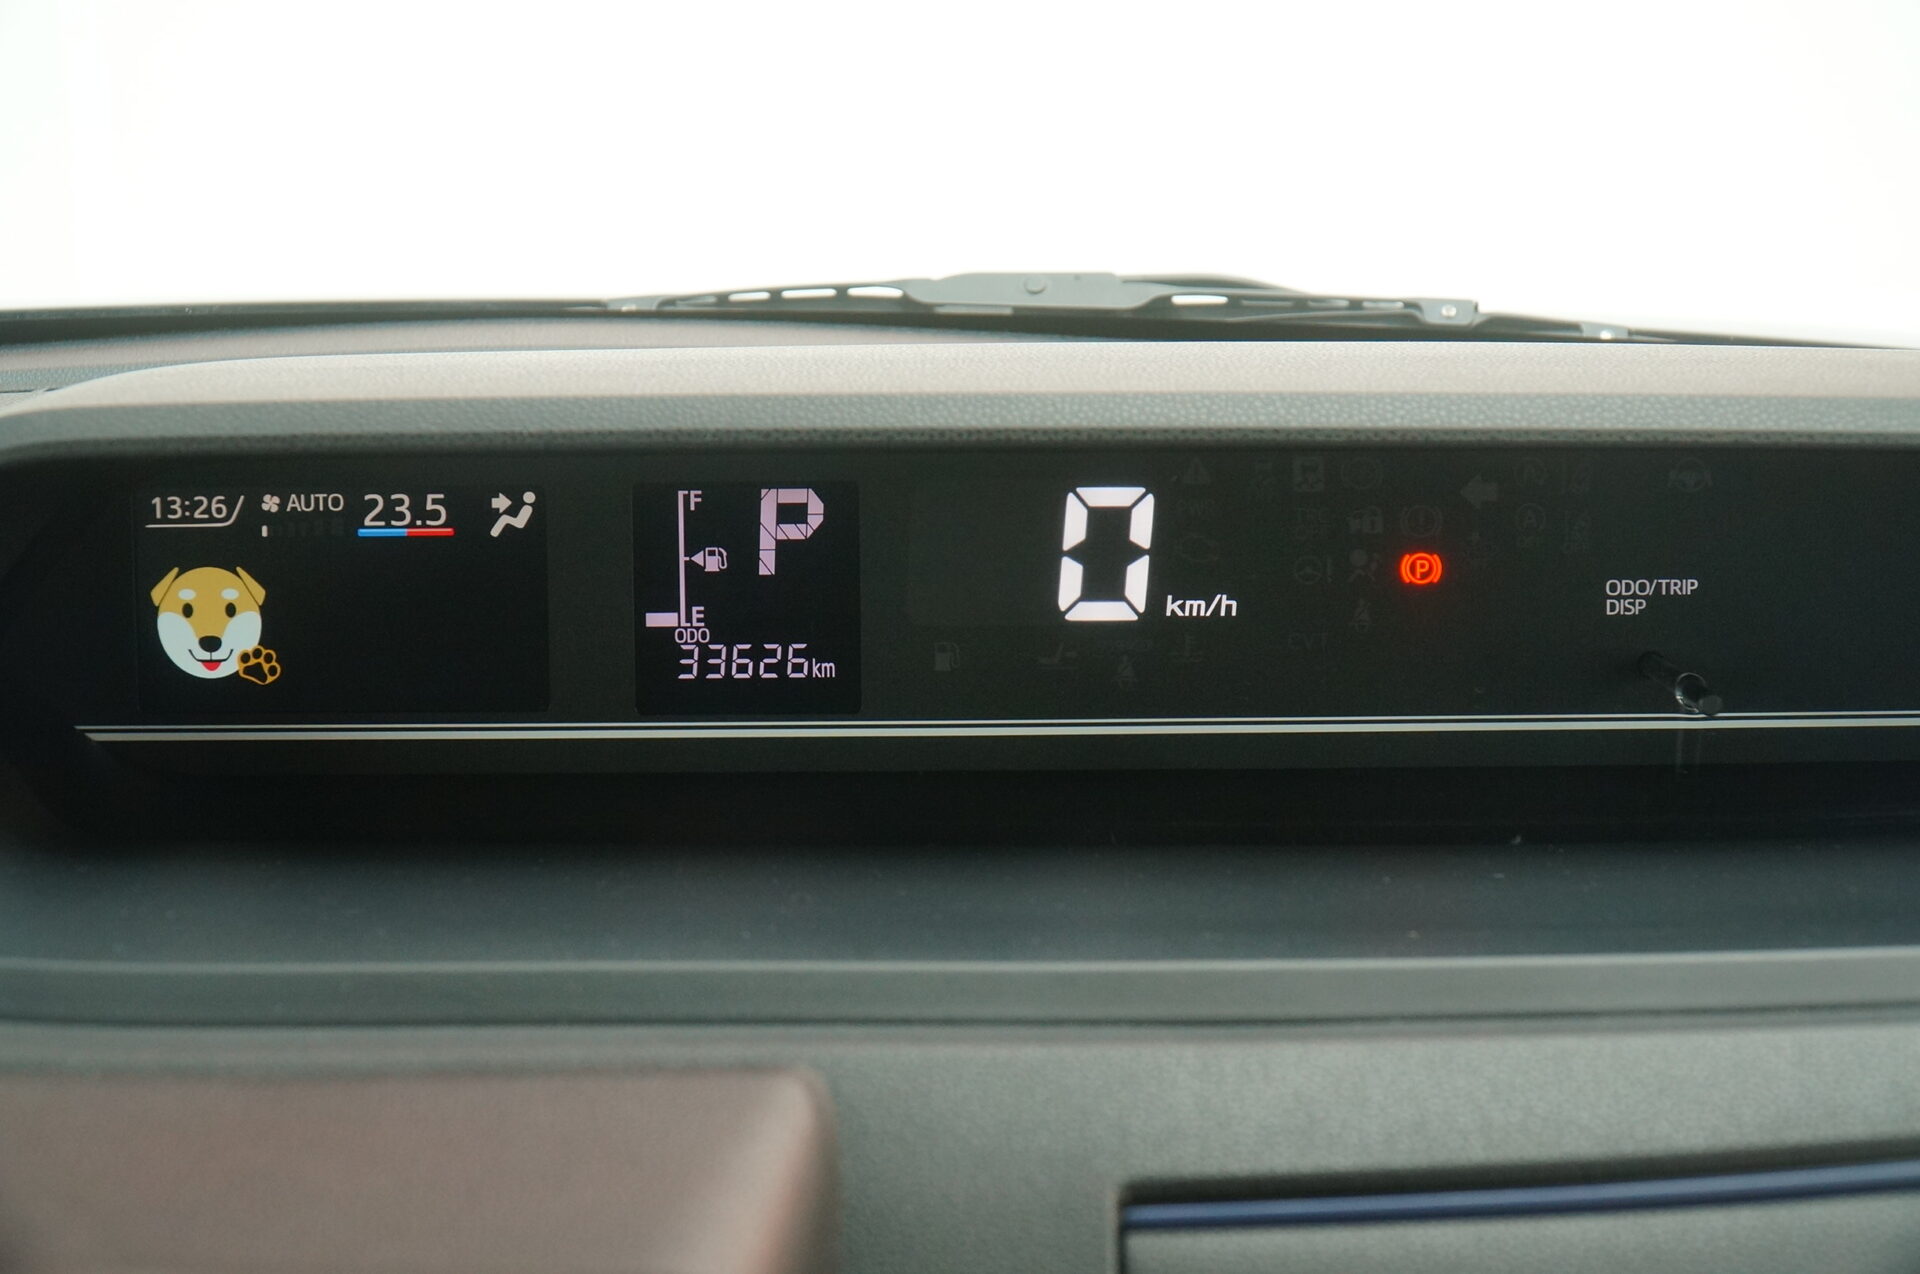 13:26
AUTO
23.5
F
P
E
ODO
33626km
0 km/h
P
ODO/TRIP
DISP